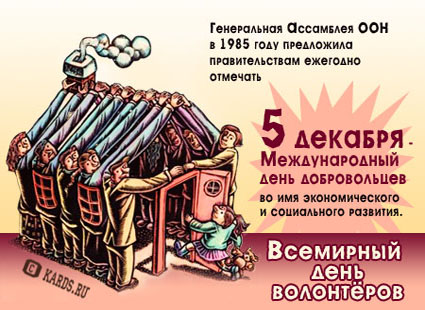 Генеральная Ассамблея ООН
в 1985 году предложила
правительствам ежегодно
отмечать
5 декабря -
Международный
день добровольцев
во имя экономического
и социального развития.
Всемирный
день
волонтёров
© KARDS.RU